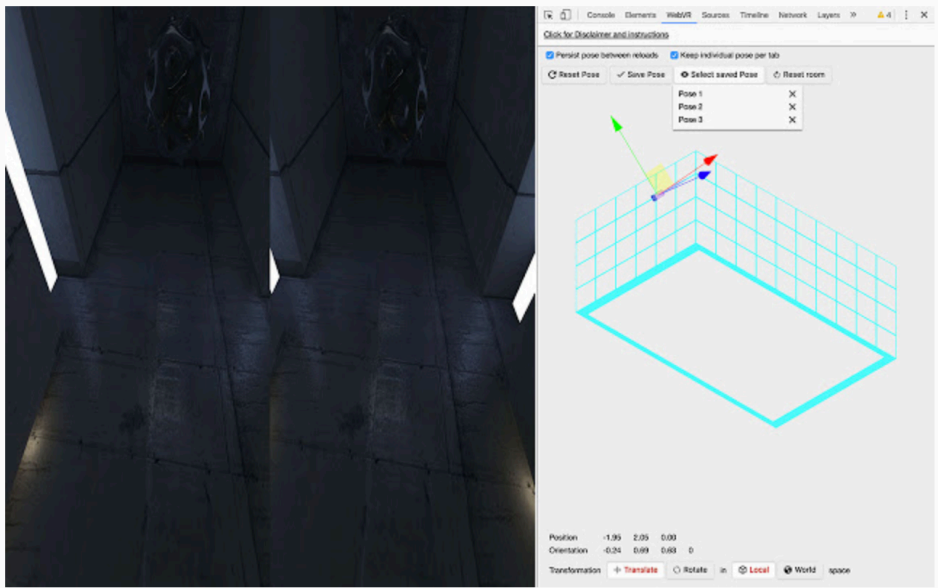 Console Elements WebVR Sources Timeline Network Layers » 4
Click for Disclaimer and instructions
Persist pose between reloads Keep individual pose per tab
Reset Pose Save Pose Select saved Pose Reset room
Pose 1
Pose 2
Pose 3
Position -1.95 2.05 0.00
Orientation -0.24 0.69 0.63 0
Transformation Translate Rotate in Local World space